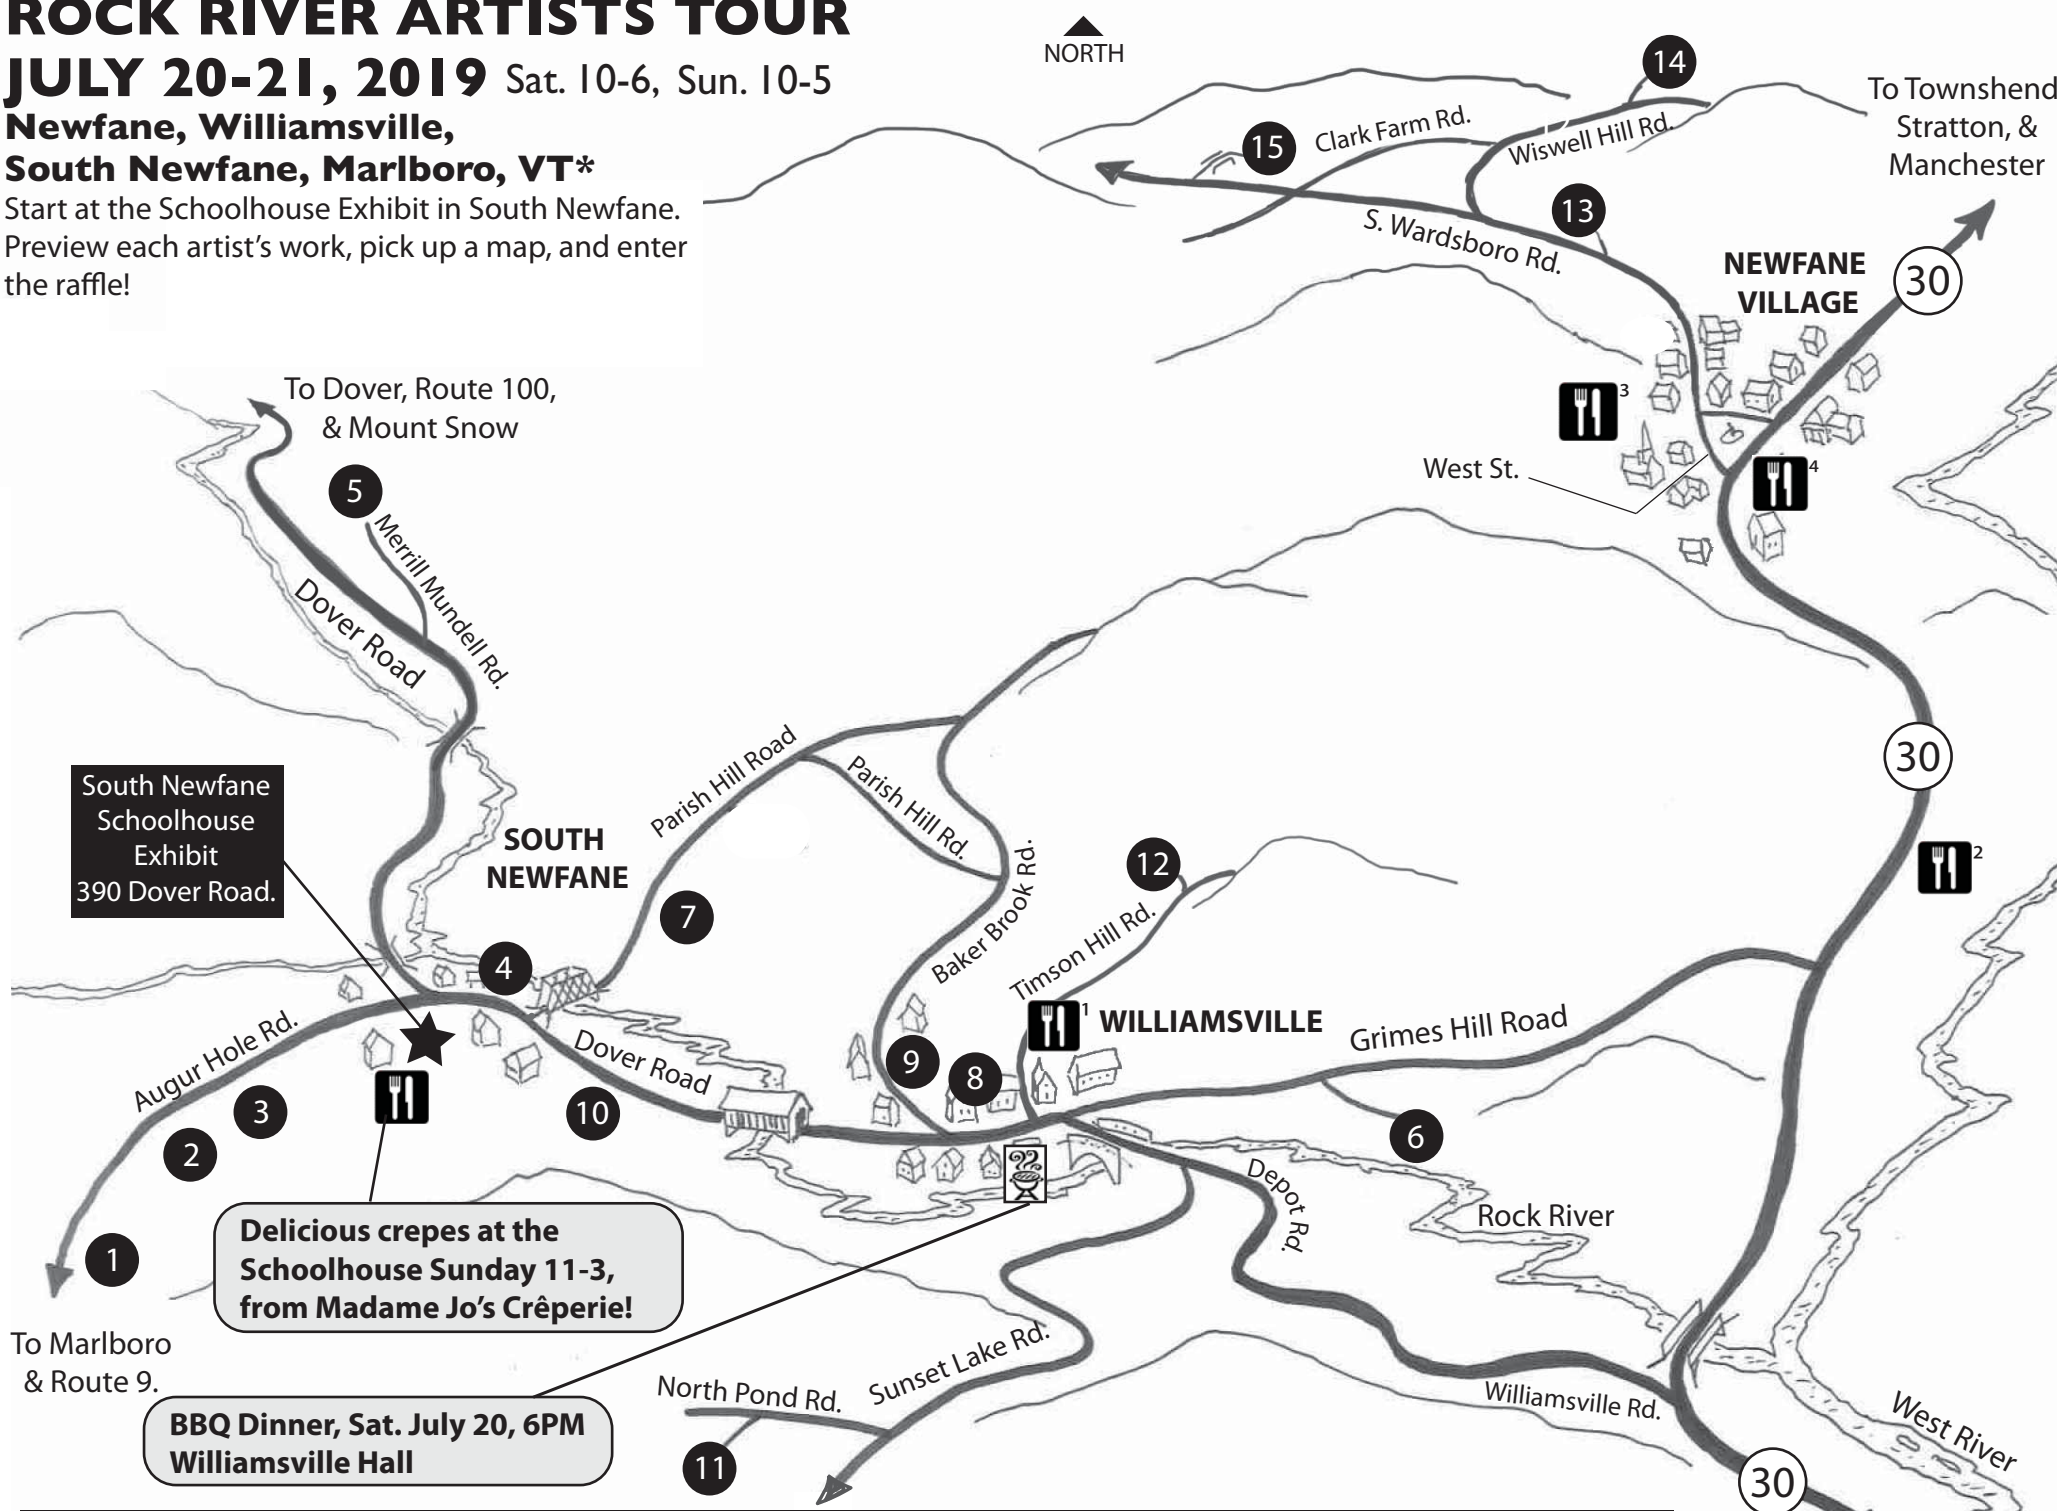 ROCK RIVER ARTISTS TOUR
JULY 20-21, 2019 Sat. 10-6, Sun. 10-5
Newfane, Williamsville,
South Newfane, Marlboro, VT*
Start at the Schoolhouse Exhibit in South Newfane.
Preview each artist's work, pick up a map, and enter
the raffle!
NORTH
14
To Townshend
Stratton, &
Manchester
15
Clark Farm Rd.
Wiswell Hill Rd.
13
S. Wardsboro Rd.
NEWFANE
VILLAGE
30
To Dover, Route 100,
& Mount Snow
3
West St.
4
5
Merrill Mundell Rd.
Dover Road
30
South Newfane
Schoolhouse
Exhibit
390 Dover Road.
SOUTH
NEWFANE
Parish Hill Road
Parish Hill Rd.
Baker Brook Rd.
12
Timson Hill Rd.
2
7
4
1
WILLIAMSVILLE
Grimes Hill Road
Augur Hole Rd.
Dover Road
9
8
3
10
2
6
1
Depot Rd.
Rock River
Delicious crepes at the
Schoolhouse Sunday 11-3,
from Madame Jo's Crêperie!
To Marlboro
& Route 9.
BBQ Dinner, Sat. July 20, 6PM
Williamsville Hall
North Pond Rd.
Sunset Lake Rd.
11
Williamsville Rd.
West River
30